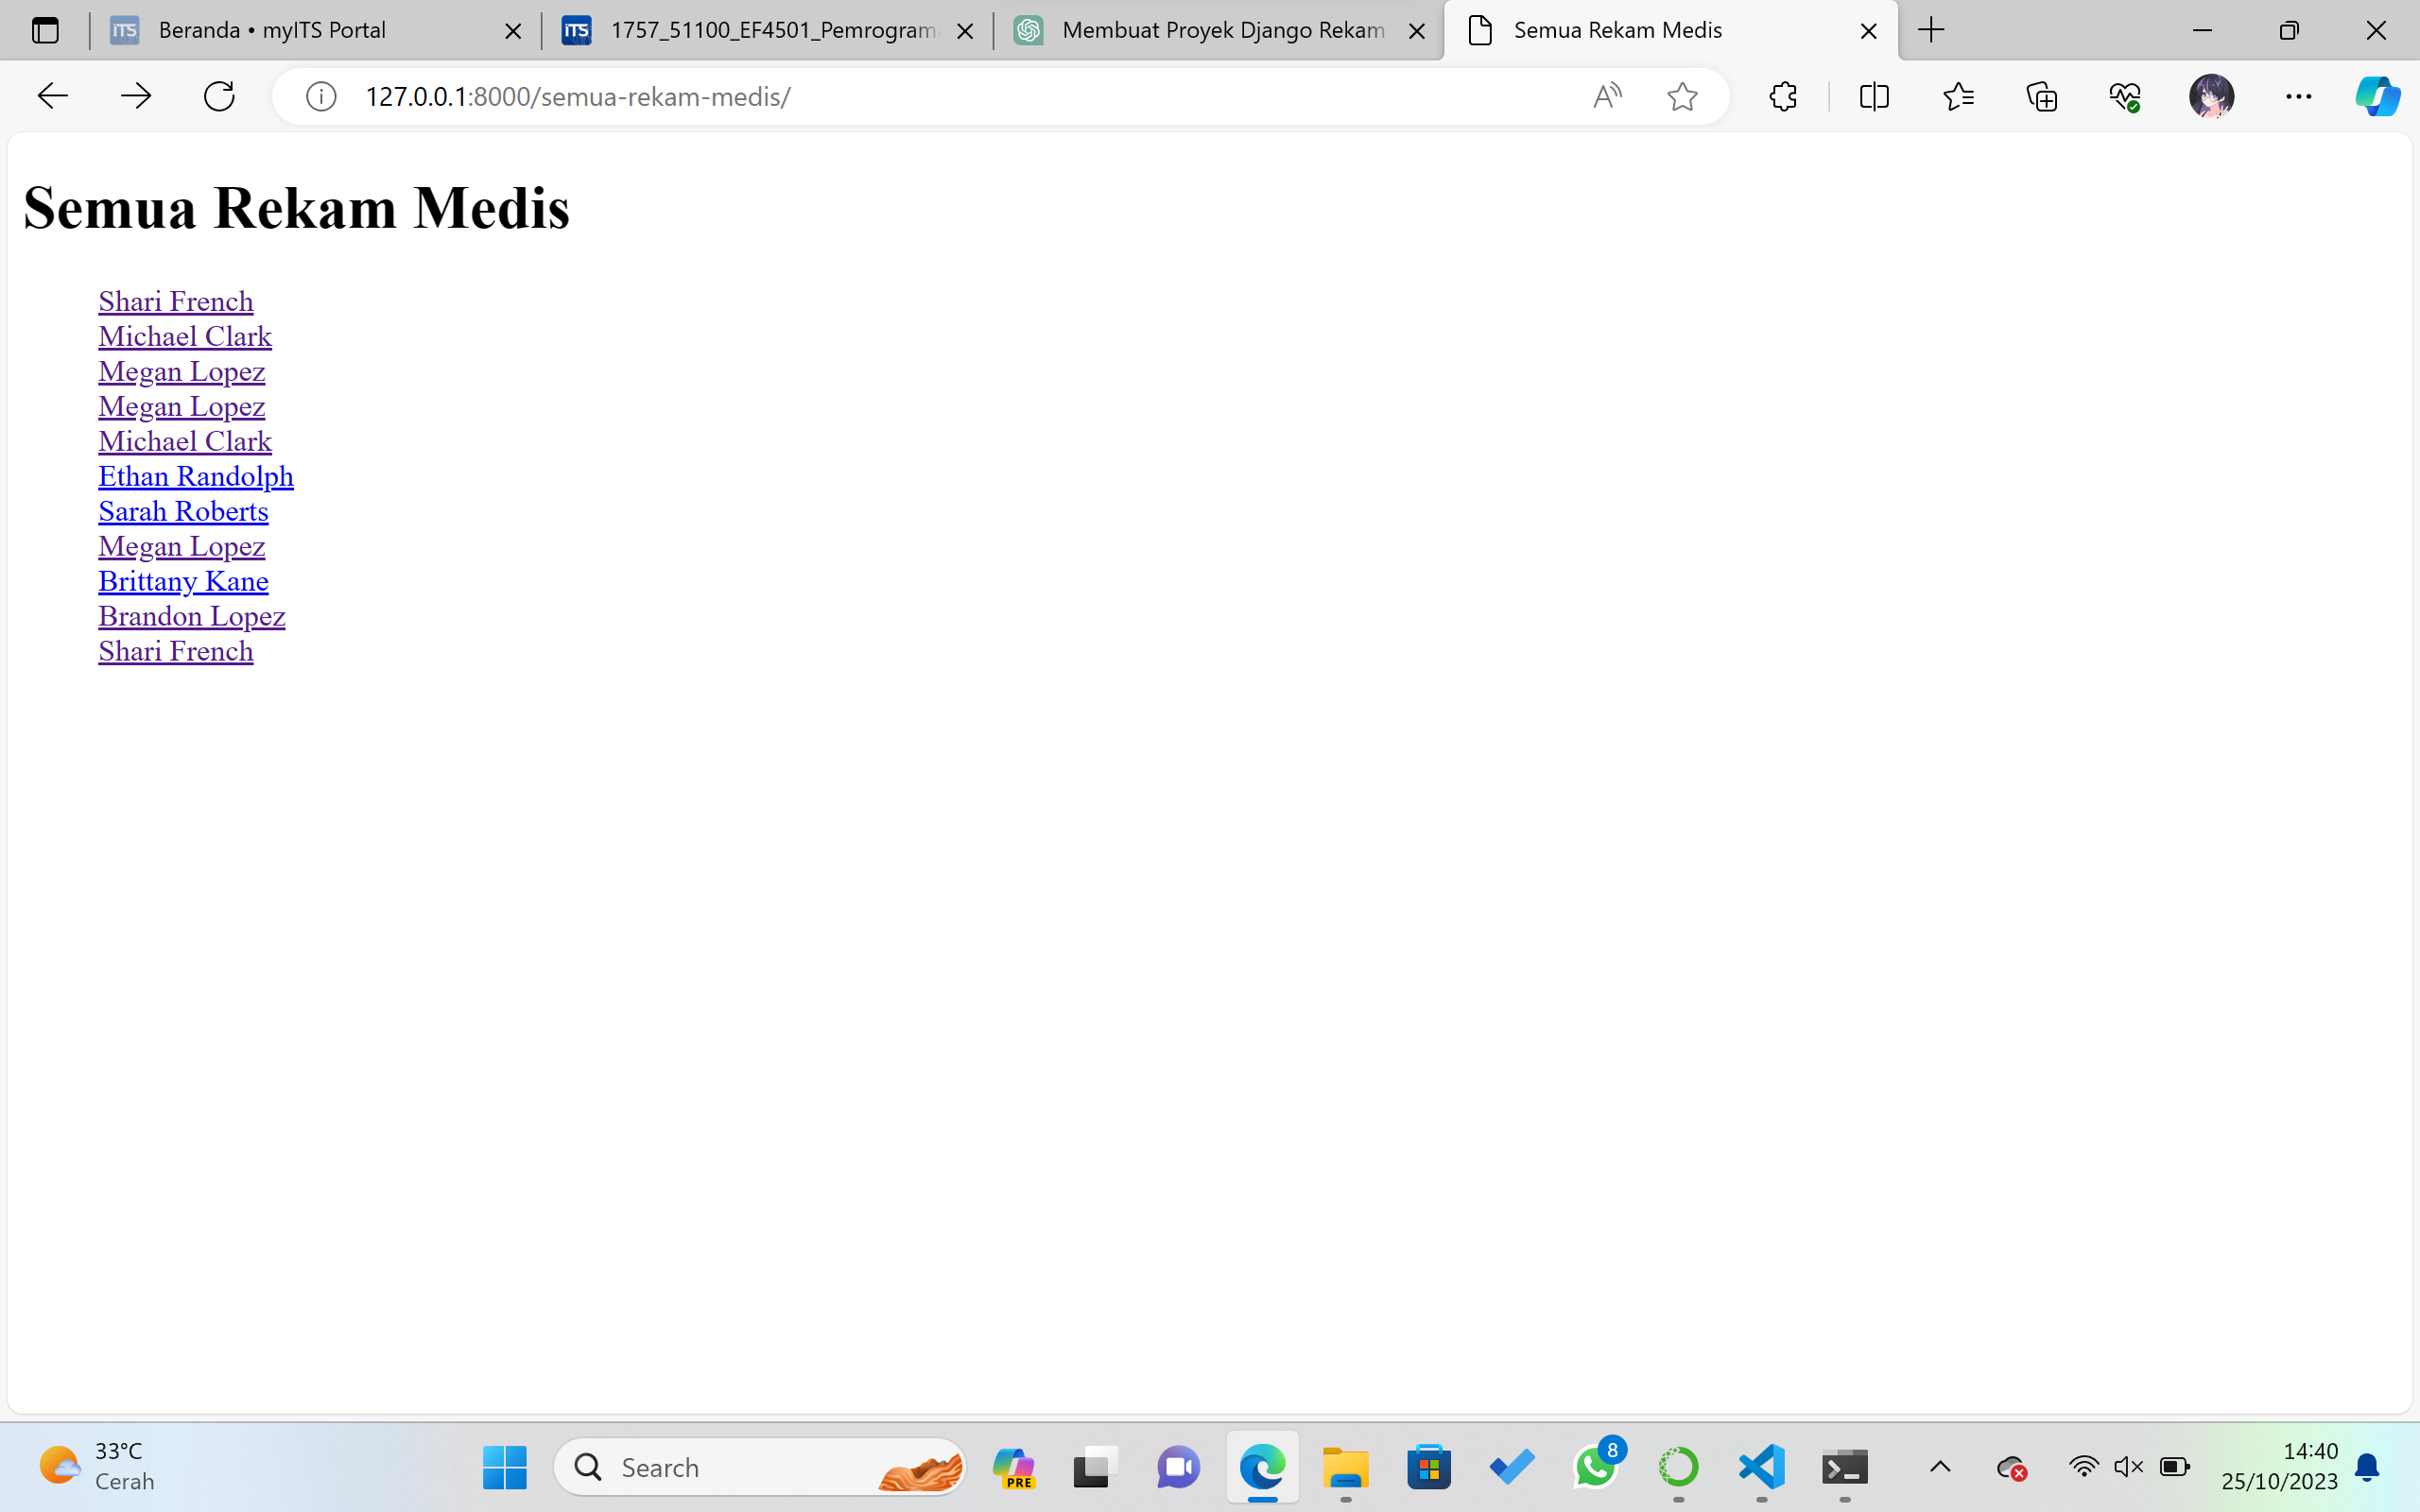 Beranda • myITS Portal
1757_51100_EF4501_Pemrogram
Membuat Proyek Django Rekam
Semua Rekam Medis
127.0.0.1:8000/semua-rekam-medis/
Semua Rekam Medis
Shari French
Michael Clark
Megan Lopez
Megan Lopez
Michael Clark
Ethan Randolph
Sarah Roberts
Megan Lopez
Brittany Kane
Brandon Lopez
Shari French
33°C
Cerah
Search
PRE
8
14:40
25/10/2023